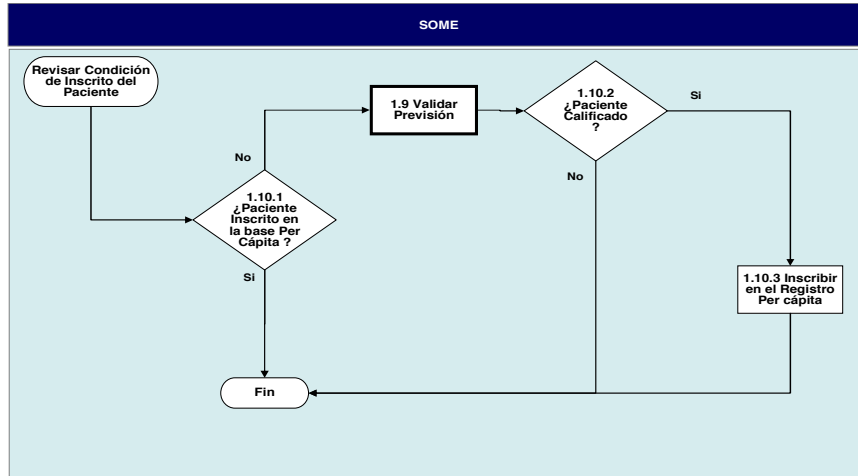 SOME
Revisar Condición
de Inscrito del
Paciente
1.9 Validar
Previsión
1.10.2
¿Paciente
Calificado
?
Si
No
No
1.10.1
¿Paciente
Inscrito en
la base Per
Cápita ?
Si
1.10.3 Inscribir
en el Registro
Per cápita
Fin